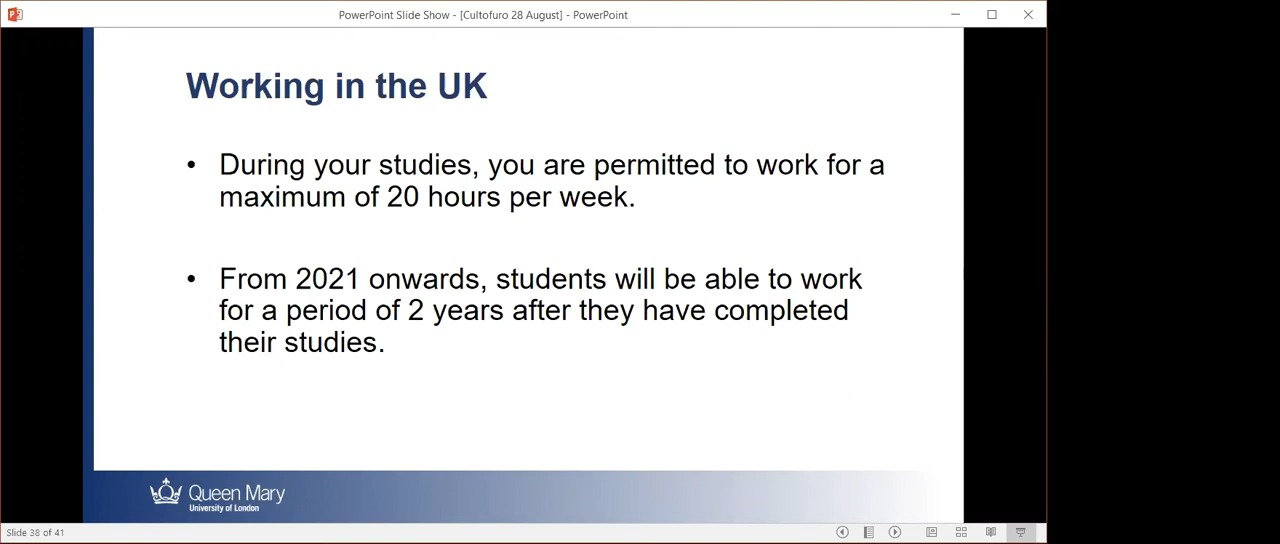 PowerPoint Slide Show - [Cultofuro 28 August] - PowerPoint
Working in the UK
• During your studies, you are permitted to work for a
maximum of 20 hours per week.
• From 2021 onwards, students will be able to work
for a period of 2 years after they have completed
their studies.
Queen Mary
University of London
Slide 38 of 41